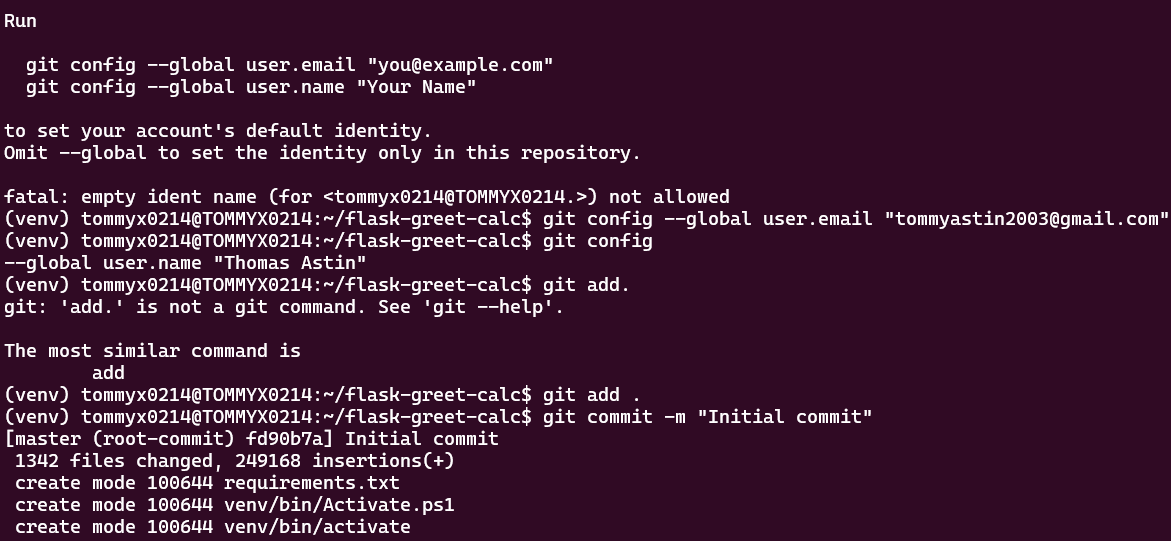 Run
git config --global user.email "you@example.com"
git config --global user.name "Your Name"
to set your account's default identity.
Omit --global to set the identity only in this repository.
fatal: empty ident name (for <tommyx0214@TOMMYX0214.>) not allowed
(venv) tommyx0214@TOMMYX0214:~/flask-greet-calc$ git config --global user.email "tommyastin2003@gmail.com"
(venv) tommyx0214@TOMMYX0214:~/flask-greet-calc$ git config
--global user.name "Thomas Astin"
(venv) tommyx0214@TOMMYX0214:~/flask-greet-calc$ git add.
git: 'add.' is not a git command. See 'git --help'.
The most similar command is
add
(venv) tommyx0214@TOMMYX0214:~/flask-greet-calc$ git add .
(venv) tommyx0214@TOMMYX0214:~/flask-greet-calc$ git commit -m "Initial commit"
[master (root-commit) fd90b7a] Initial commit
1342 files changed, 249168 insertions(+)
create mode 100644 requirements.txt
create mode 100644 venv/bin/Activate.ps1
create mode 100644 venv/bin/activate